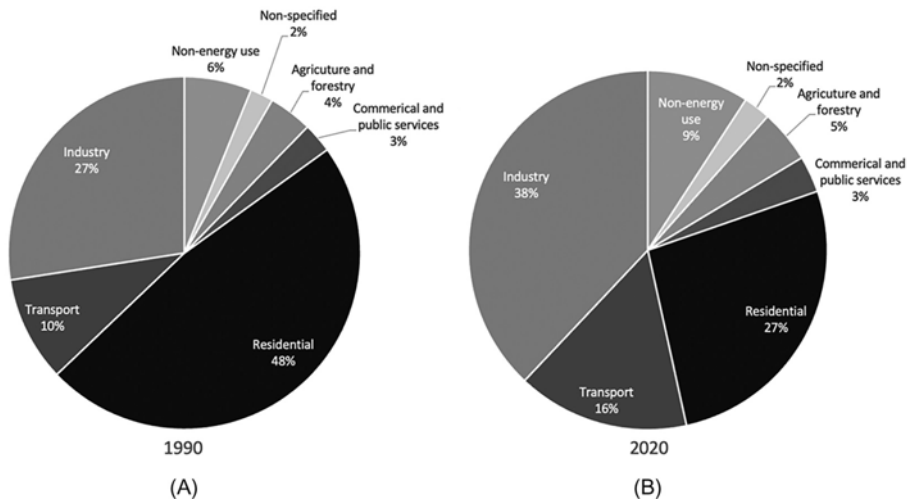 Non-specified
2%
Non-energy use
6%
Agricuture and
forestry
4%
Commerical and
public services
3%
Industry
27%
Transport
10%
Residential
48%
1990
(A)
Non-specified
2%
Non-energy
use
9%
Agricuture and
forestry
5%
Commerical and
public services
3%
Industry
38%
Residential
27%
Transport
16%
2020
(B)